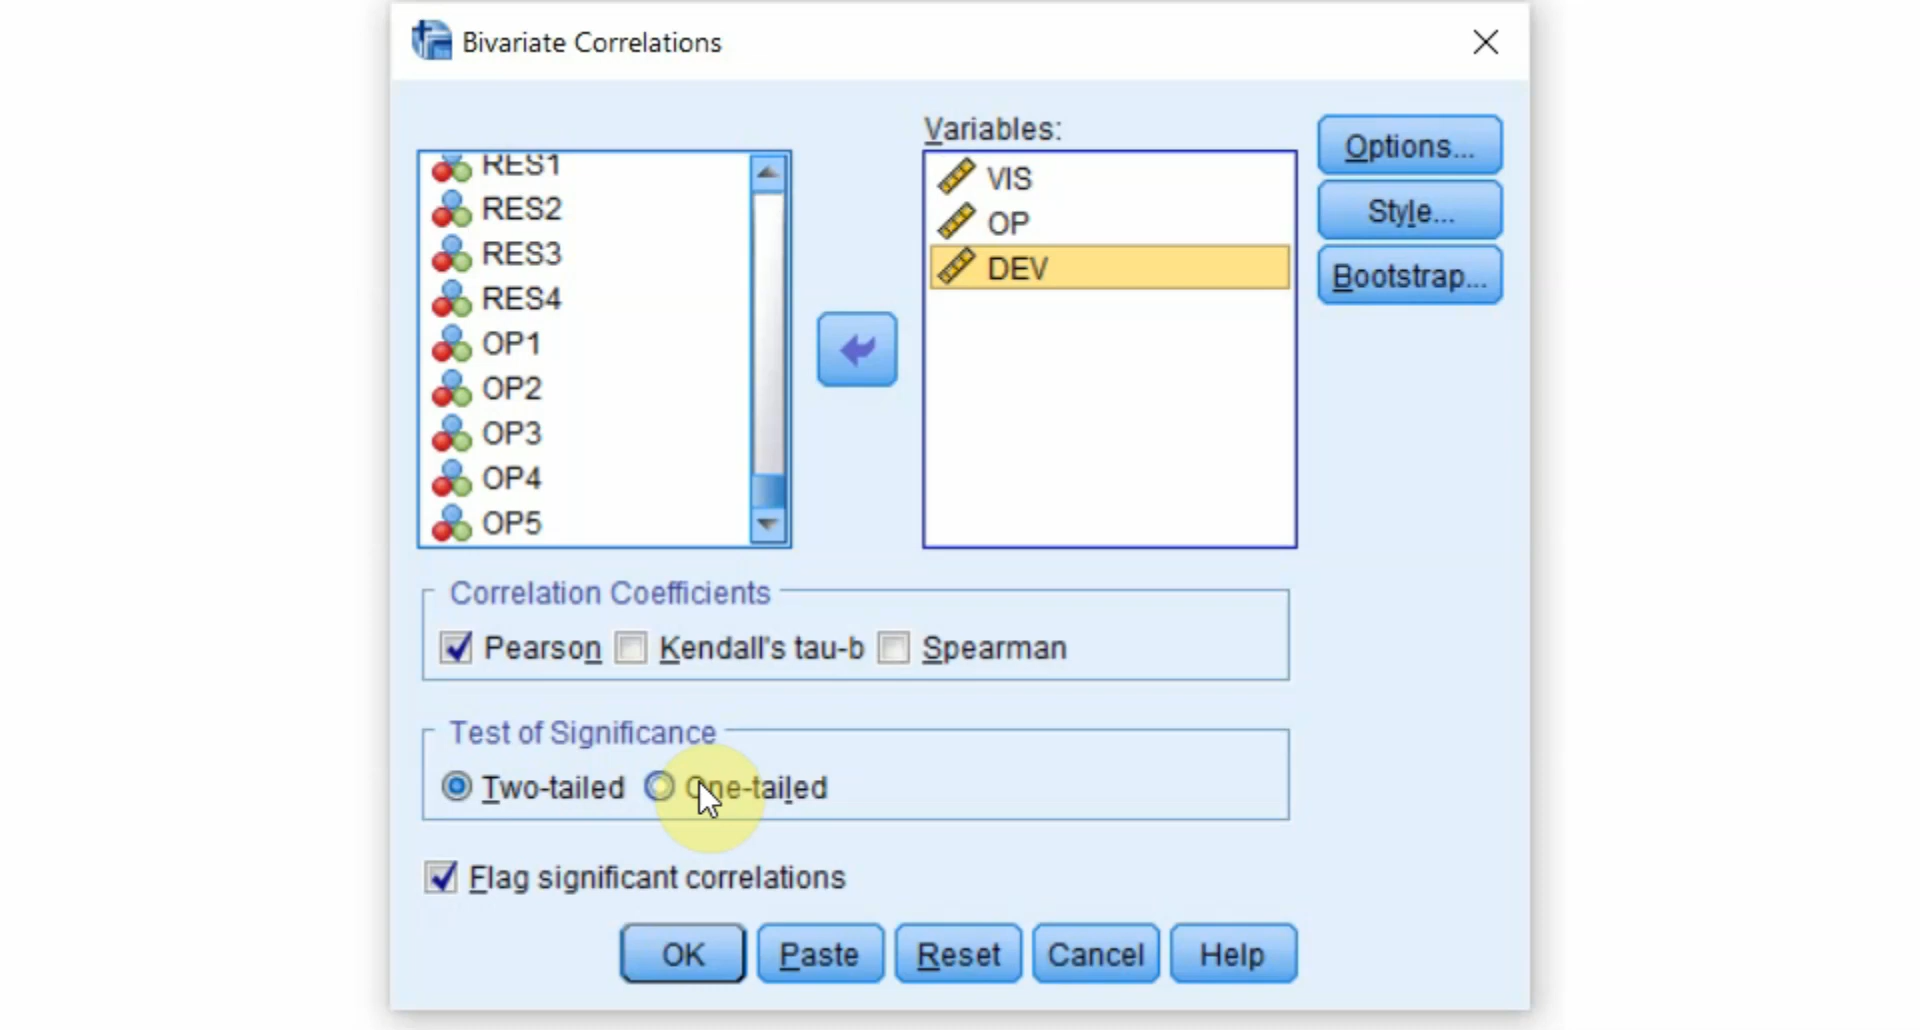 Bivariate Correlations
Variables:
RES1
RES2
RES3
RES4
OP1
OP2
OP3
OP4
OP5
VIS
OP
DEV
Options...
Style...
Bootstrap...
Correlation Coefficients
Pearson Kendall's tau-b Spearman
Test of Significance
Two-tailed One-tailed
Flag significant correlations
OK Paste Reset Cancel Help